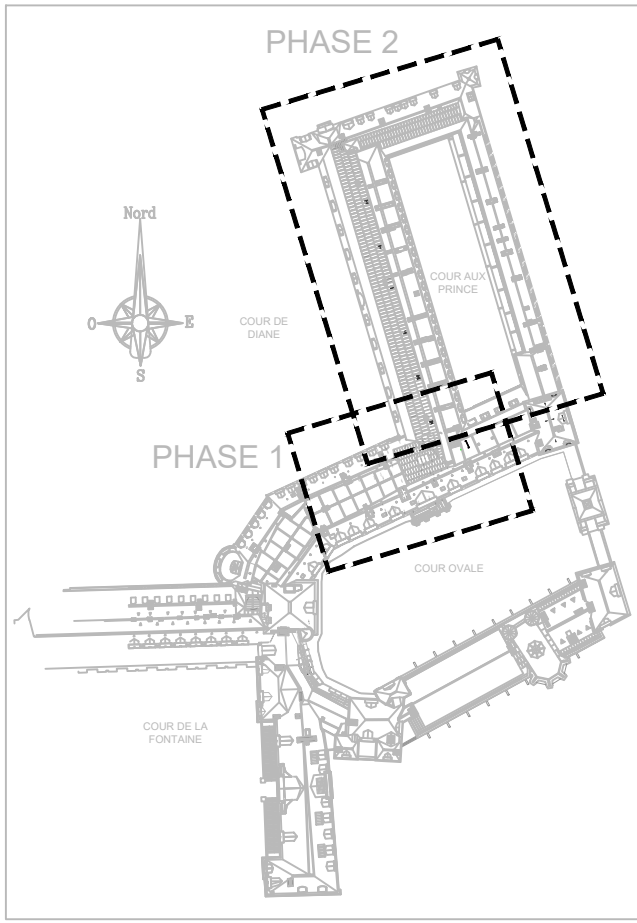 PHASE 2
Nord
O
E
S
COUR AUX
PRINCE
COUR DE
DIANE
PHASE 1
COUR OVALE
COUR DE LA
FONTAINE